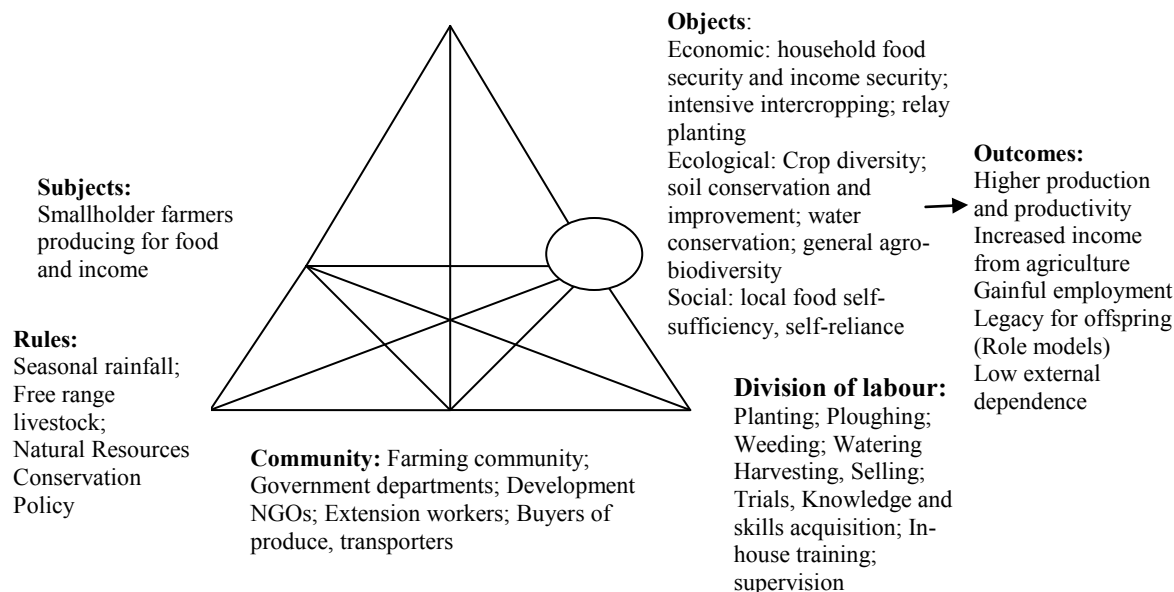 Objects:
Economic: household food
security and income security;
intensive intercropping; relay
planting
Ecological: Crop diversity;
soil conservation and
improvement; water
conservation; general agro-
biodiversity
Social: local food self-
sufficiency, self-reliance
Outcomes:
Higher production
and productivity
Increased income
from agriculture
Gainful employment
Legacy for offspring
(Role models)
Low external
dependence
Subjects:
Smallholder farmers
producing for food
and income
Rules:
Seasonal rainfall;
Free range
livestock;
Natural Resources
Conservation
Policy
Community: Farming community;
Government departments; Development
NGOs; Extension workers; Buyers of
produce, transporters
Division of labour:
Planting; Ploughing;
Weeding; Watering
Harvesting, Selling;
Trials, Knowledge and
skills acquisition; In-
house training;
supervision